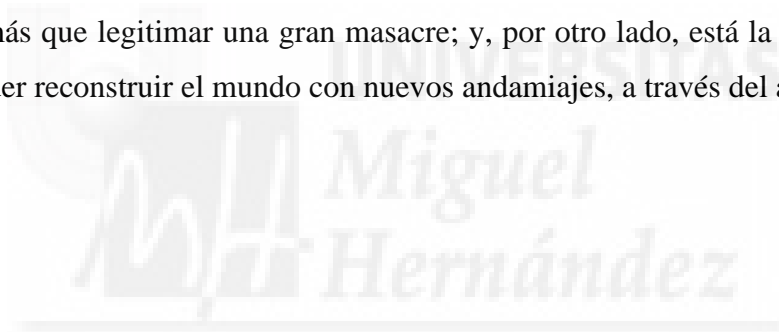 más que legitimar una gran masacre; y, por otro lado, está la
UNIVERSITAS
er reconstruir el mundo con nuevos andamiajes, a través del a
Miguel
Hernández